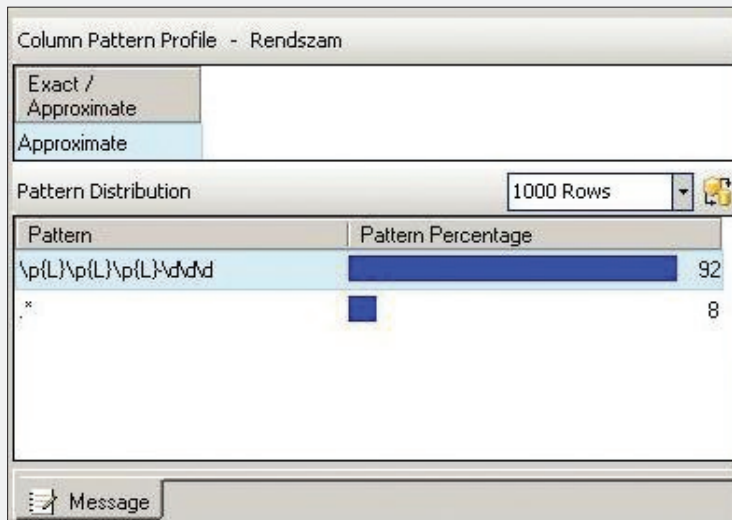 Column Pattern Profile - Rendszam
Exact /
Approximate
Approximate
Pattern Distribution
1000 Rows
Pattern
Pattern Percentage
\p{L}\p{L}\p{L}-\d\d\d
92
.*
8
Message